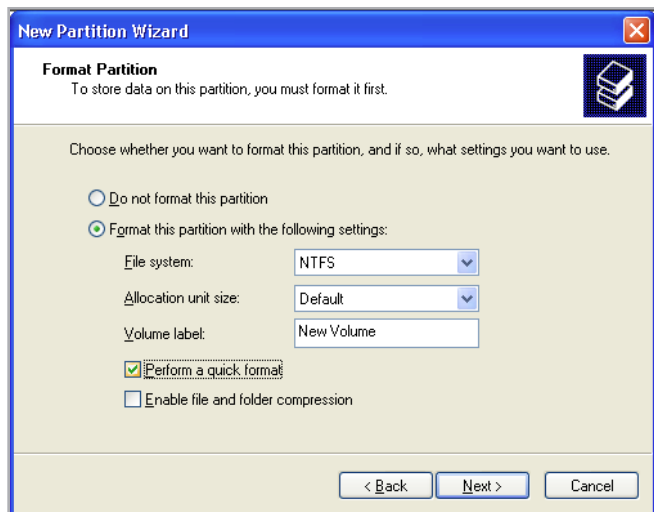 New Partition Wizard
Format Partition
To store data on this partition, you must format it first.
Choose whether you want to format this partition, and if so, what settings you want to use.
Do not format this partition
Format this partition with the following settings:
File system: NTFS
Allocation unit size: Default
Volume label: New Volume
Perform a quick format
Enable file and folder compression
< Back Next > Cancel